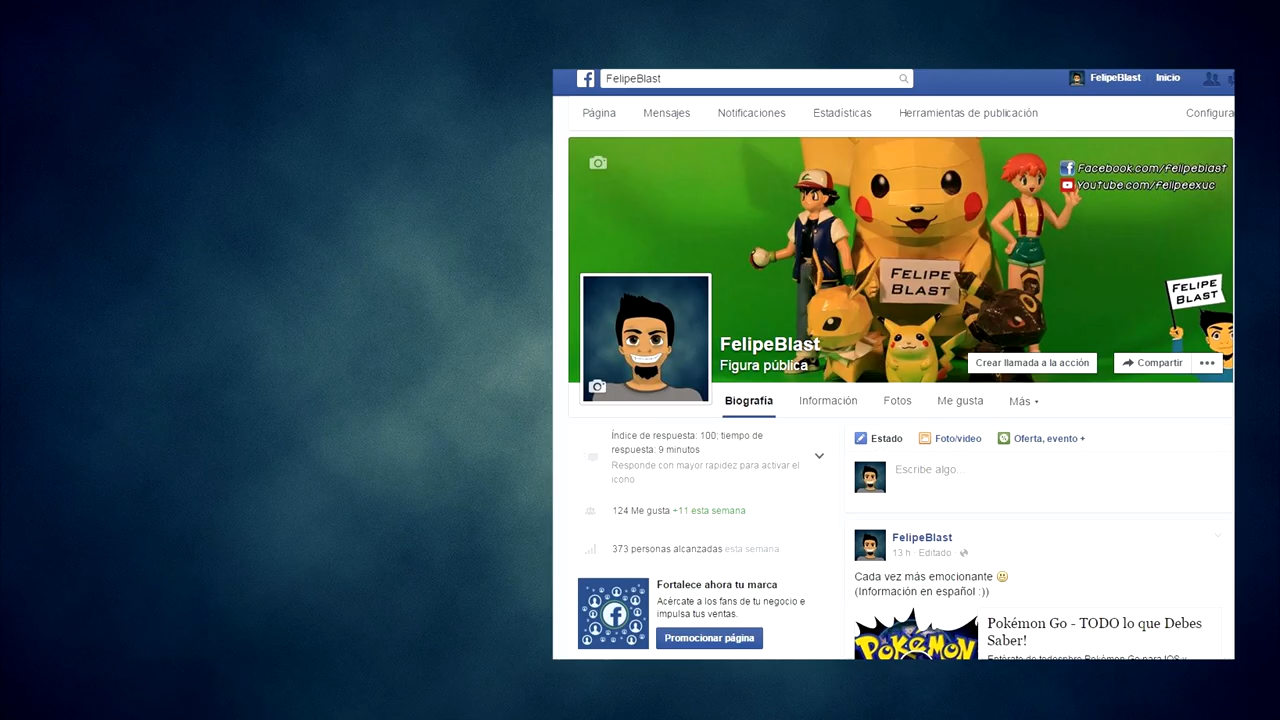 FelipeBlast
FelipeBlast Inicio
Página Mensajes Notificaciones Estadísticas Herramientas de publicación Configura
Facebook.com/felipeblast
Youtube.com/felipeexuc
FELIPE
BLAST
FELIPE
BLAST
FelipeBlast
Figura pública
Crear llamada a la acción Compartir
Biografía Información Fotos Me gusta Más
Índice de respuesta: 100; tiempo de
respuesta: 9 minutos
Responde con mayor rapidez para activar el
icono
124 Me gusta +11 esta semana
373 personas alcanzadas esta semana
Fortalece ahora tu marca
Acércate a los fans de tu negocio e
impulsa tus ventas.
Promocionar página
Estado Foto/video Oferta, evento +
Escribe algo...
FelipeBlast
13 h · Editado ·
Cada vez más emocionante
(Información en español :))
POKéMON
Pokémon Go - TODO lo que Debes
Saber!